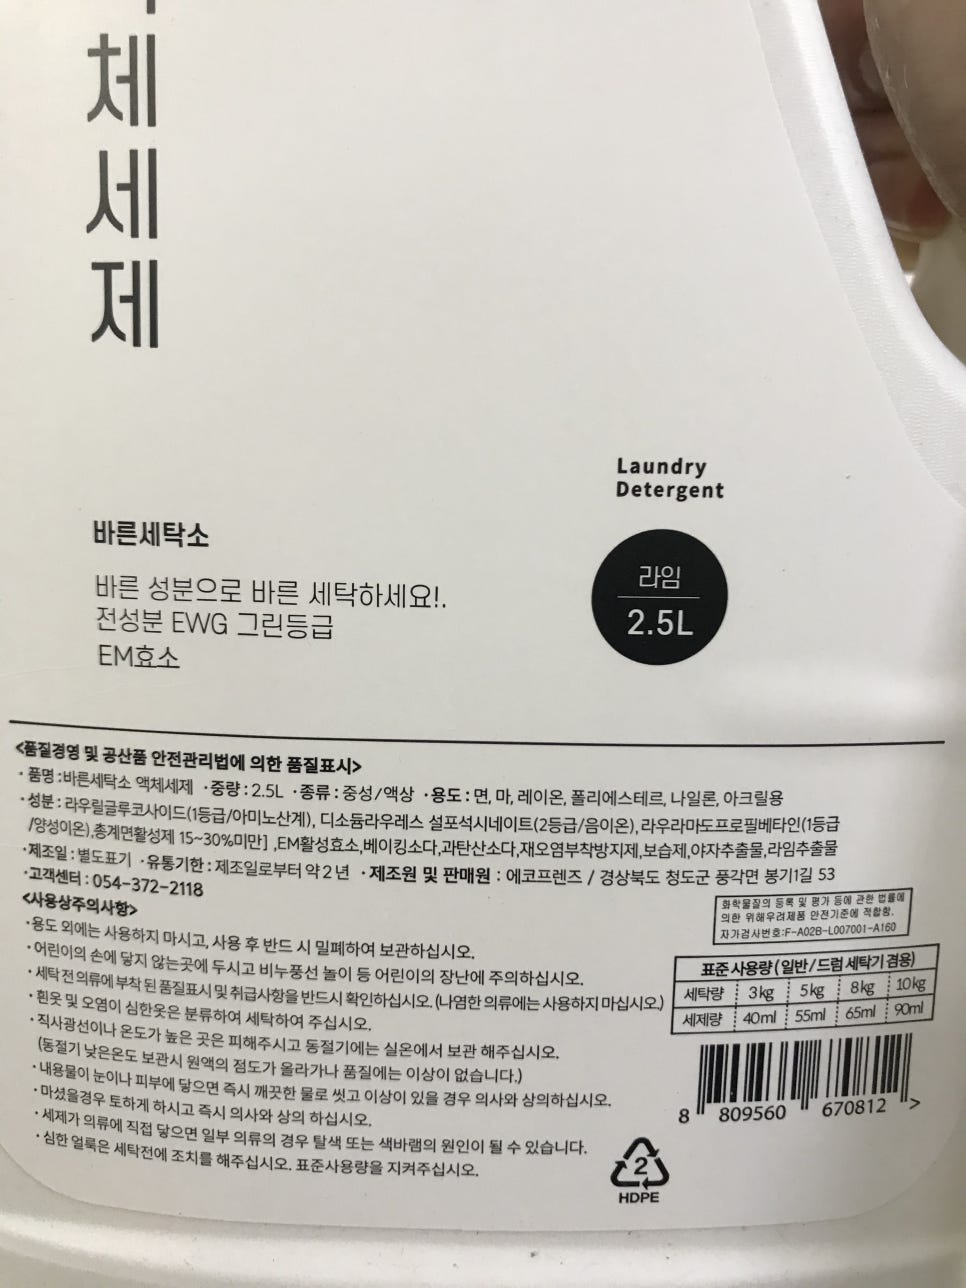 체
세
제
Laundry
Detergent
바른세탁소
라임
2.5L
바른 성분으로 바른 세탁하세요!.
전성분 EWG 그린등급
EM효소
<품질경영 및 공산품 안전관리법에 의한 품질표시>
· 품명 : 바른세탁소 액체세제 · 중량 : 2.5L · 종류 : 중성/액상 · 용도 : 면, 마, 레이온, 폴리에스테르, 나일론, 아크릴용
· 성분 : 라우릴글루코사이드(1등급/아미노산계), 디소듐라우레스 설포석시네이트(2등급/음이온), 라우라마도프로필베타인(1등급
/양성이온),총계면활성제 15~30%미만] ,EM활성효소,베이킹소다,과탄산소다,재오염부착방지제,보습제,야자추출물,라임추출물
· 제조일 : 별도표기 · 유통기한 : 제조일로부터 약 2년 · 제조원 및 판매원 : 에코프렌즈 / 경상북도 청도군 풍각면 봉기1길 53
· 고객센터 : 054-372-2118
<사용상주의사항>
· 용도 외에는 사용하지 마시고, 사용 후 반드 시 밀폐하여 보관하십시오.
· 어린이의 손에 닿지 않는곳에 두시고 비누풍선 놀이 등 어린이의 장난에 주의하십시오.
· 세탁 전 의류에 부착 된 품질표시 및 취급사항을 반드시 확인하십시오. (나염한 의류에는 사용하지 마십시오.)
· 흰옷 및 오염이 심한옷은 분류하여 세탁하여 주십시오.
· 직사광선이나 온도가 높은 곳은 피해주시고 동절기에는 실온에서 보관 해주십시오.
(동절기 낮은온도 보관시 원액의 점도가 올라가나 품질에는 이상이 없습니다.)
· 내용물이 눈이나 피부에 닿으면 즉시 깨끗한 물로 씻고 이상이 있을 경우 의사와 상의하십시오.
· 마셨을경우 토하게 하시고 즉시 의사와 상의 하십시오.
· 세제가 의류에 직접 닿으면 일부 의류의 경우 탈색 또는 색바램의 원인이 될 수 있습니다.
· 심한 얼룩은 세탁전에 조치를 해주십시오. 표준사용량을 지켜주십시오.
화학물질의 등록 및 평가 등에 관한 법률에
의한 위해우려제품 안전기준에 적합함.
자가검사번호:F-A02B-L007001-A160
표준 사용량 ( 일반 / 드럼 세탁기 겸용)
세탁량 3kg 5kg 8kg 10kg
세제량 40ml 55ml 65ml 90ml
8 809560 670812 >
2
HDPE